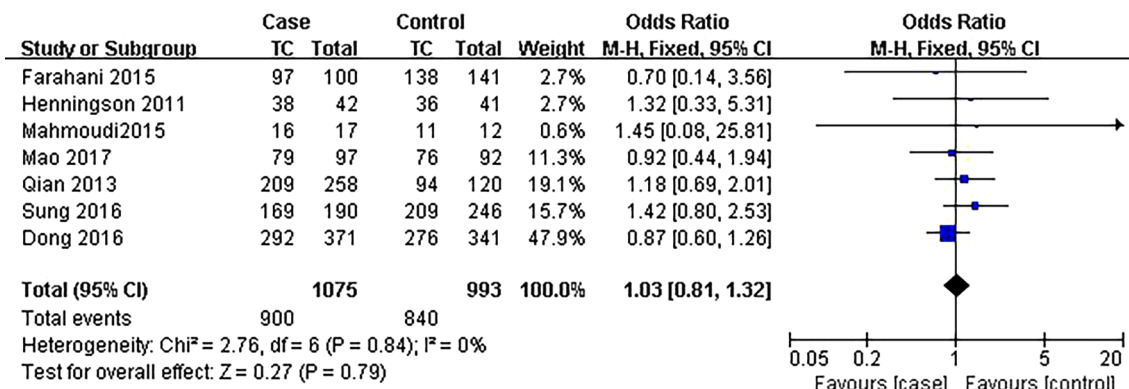 Case Control Odds Ratio Odds Ratio
Study or Subgroup TC Total TC Total Weight M-H, Fixed, 95% CI M-H, Fixed, 95% CI
Farahani 2015 97 100 138 141 2.7% 0.70 [0.14, 3.56]
Henningson 2011 38 42 36 41 2.7% 1.32 [0.33, 5.31]
Mahmoudi2015 16 17 11 12 0.6% 1.45 [0.08, 25.81]
Mao 2017 79 97 76 92 11.3% 0.92 [0.44, 1.94]
Qian 2013 209 258 94 120 19.1% 1.18 [0.69, 2.01]
Sung 2016 169 190 209 246 15.7% 1.42 [0.80, 2.53]
Dong 2016 292 371 276 341 47.9% 0.87 [0.60, 1.26]
Total (95% CI) 1075 993 100.0% 1.03 [0.81, 1.32]
Total events 900 840
Heterogeneity: Chi² = 2.76, df = 6 (P = 0.84); I² = 0%
Test for overall effect: Z = 0.27 (P = 0.79)
0.05 0.2 1 5 20
Favours [case] Favours [control]